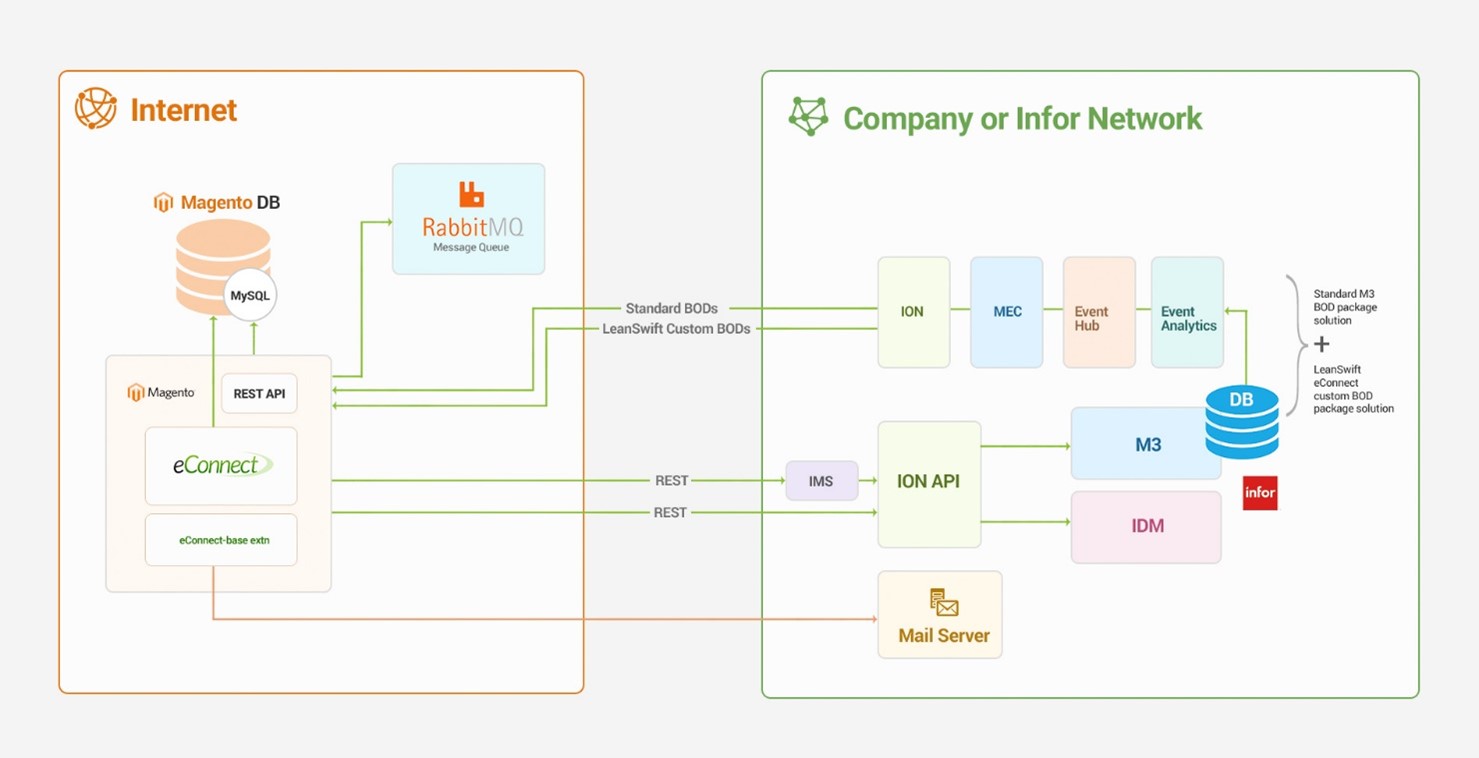 Internet
Magento DB
MySQL
RabbitMQ
Message Queue
Magento
REST API
eConnect
eConnect-base extn
Standard BODs
LeanSwift Custom BODs
REST
REST
Company or Infor Network
ION
MEC
Event
Hub
Event
Analytics
Standard M3
BOD package
solution
+
LeanSwift
eConnect
custom BOD
package solution
DB
IMS
ION API
M3
infor
IDM
Mail Server